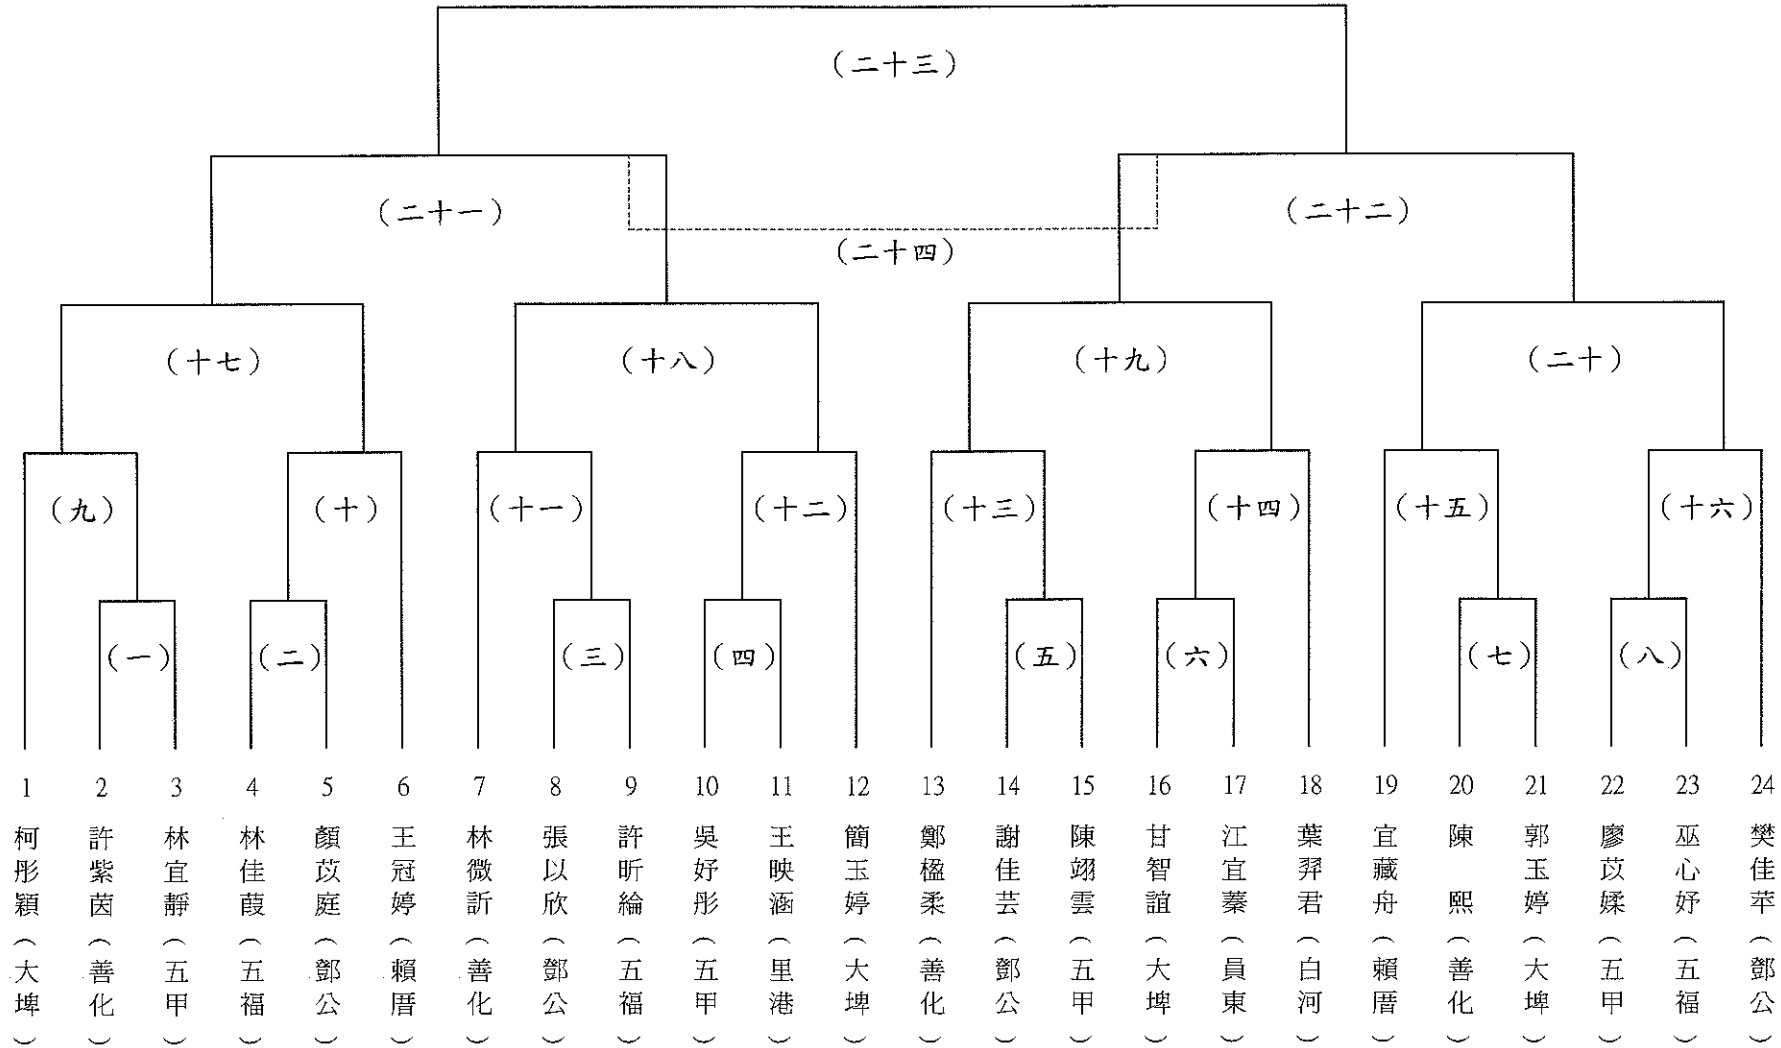 (二十三)
(二十一)
(二十二)
(二十四)
(十七)
(十八)
(十九)
(二十)
(九)
(十)
(十一)
(十二)
(十三)
(十四)
(十五)
(十六)
(一)
(二)
(三)
(四)
(五)
(六)
(七)
(八)
1 柯彤穎(大埤)
2 許紫茵(善化)
3 林宜靜(五甲)
4 林佳葭(五福)
5 顏苡庭(鄧公)
6 王冠婷(賴厝)
7 林微訢(善化)
8 張以欣(鄧公)
9 許昕綸(五福)
10 吳妤彤(五甲)
11 王映涵(里港)
12 簡玉婷(大埤)
13 鄭楹柔(善化)
14 謝佳芸(鄧公)
15 陳翊雲(五甲)
16 甘智誼(大埤)
17 江宜蓁(員東)
18 葉羿君(白河)
19 宜藏舟(賴厝)
20 陳熙(善化)
21 郭玉婷(大埤)
22 廖苡媃(五甲)
23 巫心妤(五福)
24 樊佳苹(鄧公)